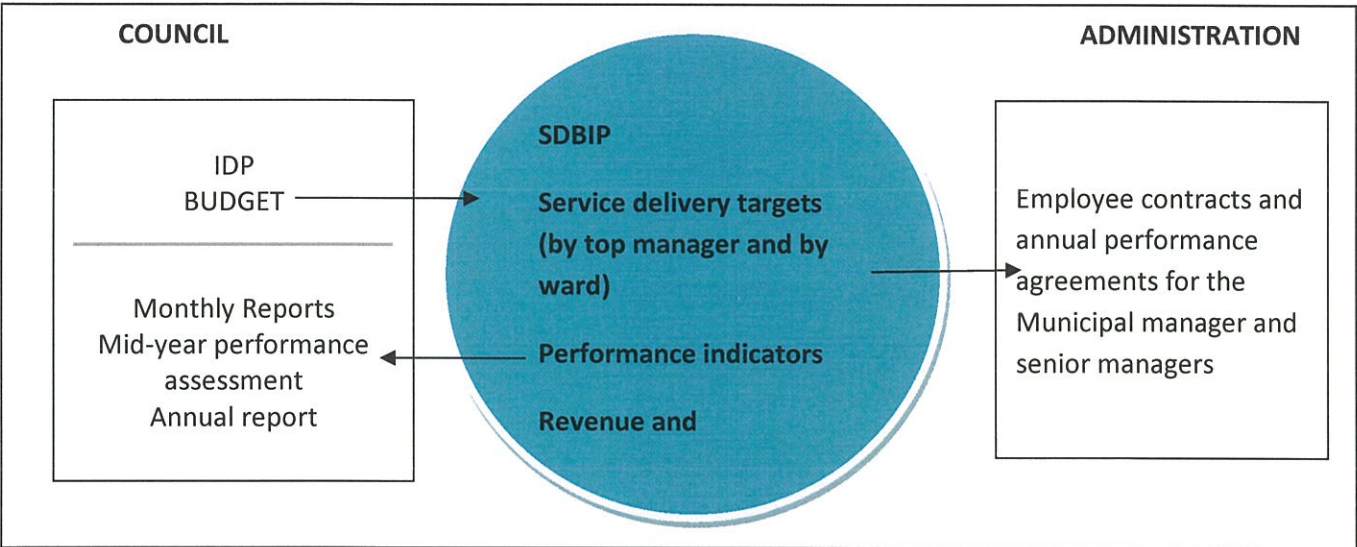 COUNCIL
ADMINISTRATION
IDP
BUDGET
Monthly Reports
Mid-year performance
assessment
Annual report
SDBIP
Service delivery targets
(by top manager and by
ward)
Performance indicators
Revenue and
Employee contracts and
annual performance
agreements for the
Municipal manager and
senior managers